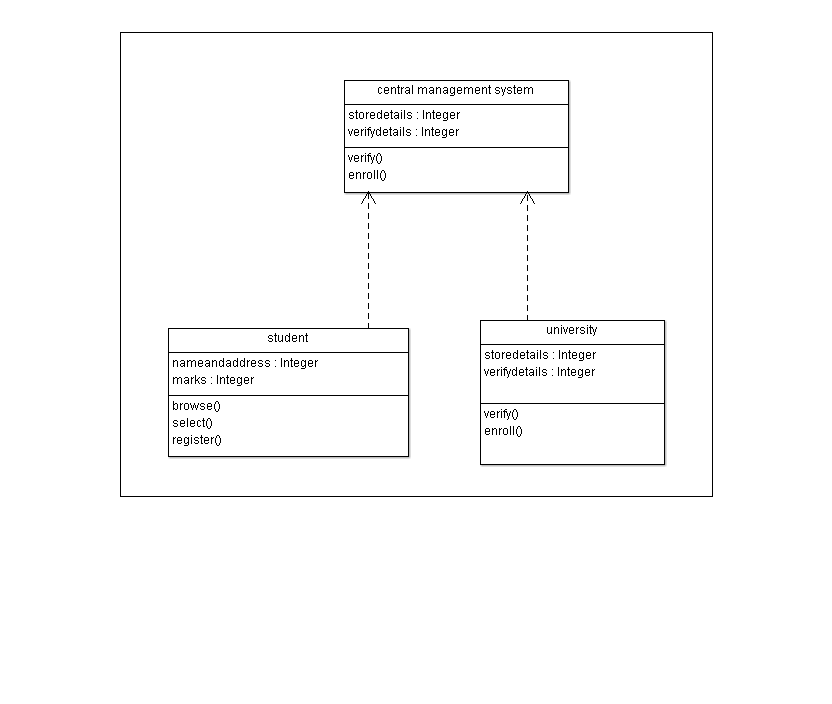 central management system
storedetails : Integer
verifydetails : Integer
verify()
enroll()
student
nameandaddress : Integer
marks : Integer
browse()
select()
register()
university
storedetails : Integer
verifydetails : Integer
verify()
enroll()